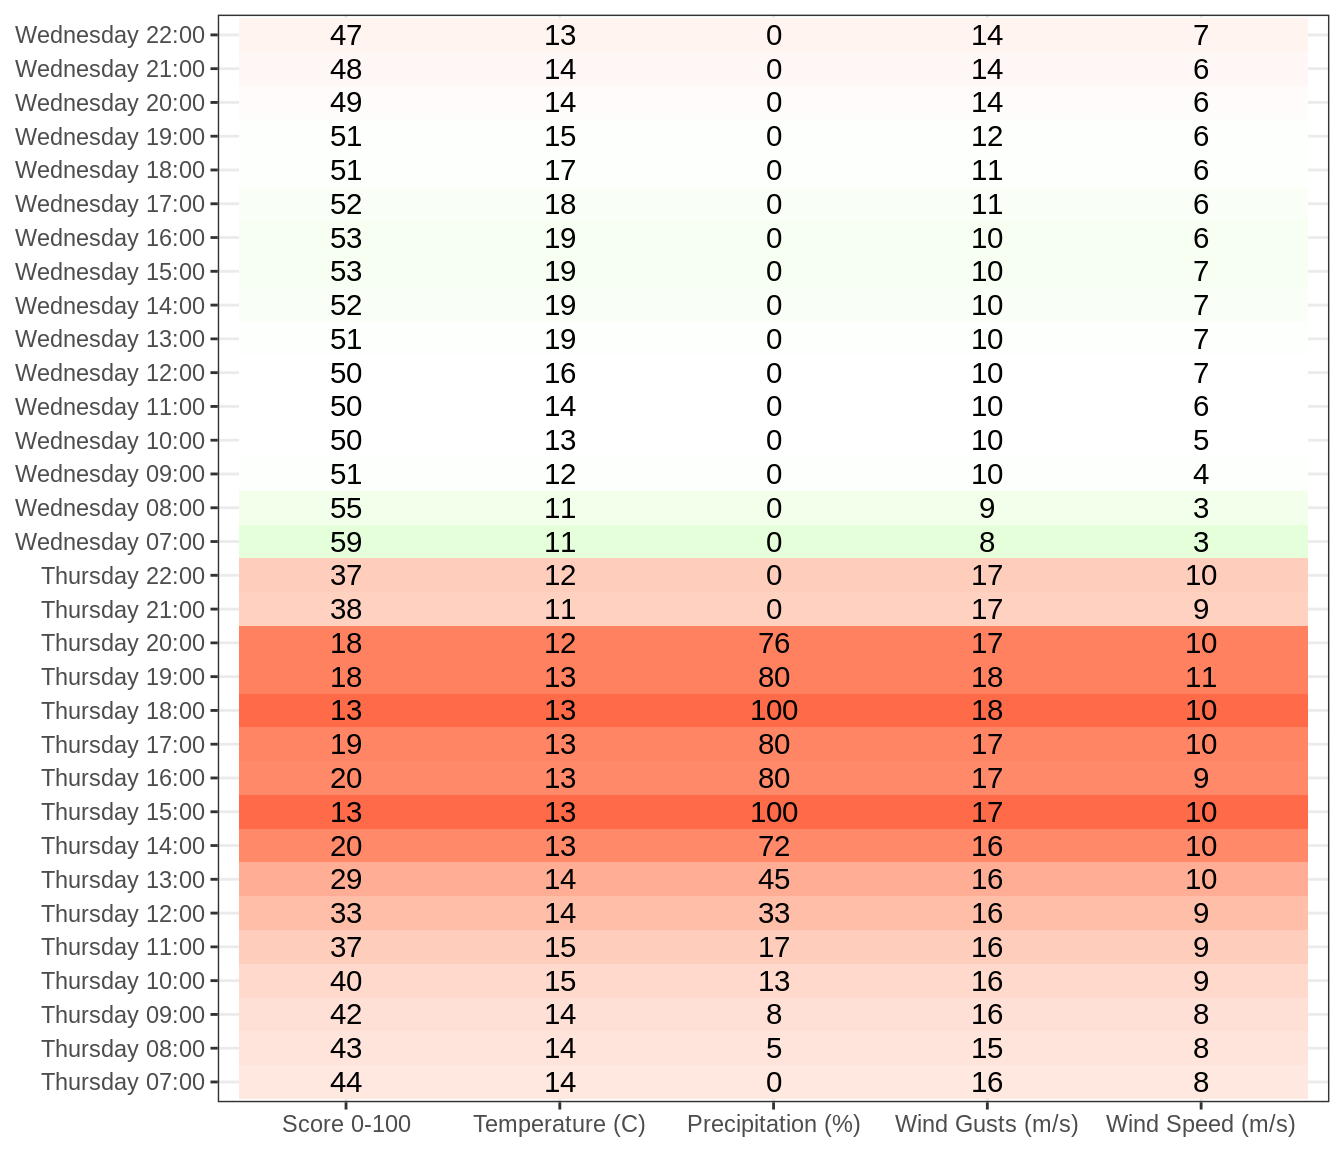 Wednesday 22:00 47 13 0 14 7
Wednesday 21:00 48 14 0 14 6
Wednesday 20:00 49 14 0 14 6
Wednesday 19:00 51 15 0 12 6
Wednesday 18:00 51 17 0 11 6
Wednesday 17:00 52 18 0 11 6
Wednesday 16:00 53 19 0 10 6
Wednesday 15:00 53 19 0 10 7
Wednesday 14:00 52 19 0 10 7
Wednesday 13:00 51 19 0 10 7
Wednesday 12:00 50 16 0 10 7
Wednesday 11:00 50 14 0 10 6
Wednesday 10:00 50 13 0 10 5
Wednesday 09:00 51 12 0 10 4
Wednesday 08:00 55 11 0 9 3
Wednesday 07:00 59 11 0 8 3
Thursday 22:00 37 12 0 17 10
Thursday 21:00 38 11 0 17 9
Thursday 20:00 18 12 76 17 10
Thursday 19:00 18 13 80 18 11
Thursday 18:00 13 13 100 18 10
Thursday 17:00 19 13 80 17 10
Thursday 16:00 20 13 80 17 9
Thursday 15:00 13 13 100 17 10
Thursday 14:00 20 13 72 16 10
Thursday 13:00 29 14 45 16 10
Thursday 12:00 33 14 33 16 9
Thursday 11:00 37 15 17 16 9
Thursday 10:00 40 15 13 16 9
Thursday 09:00 42 14 8 16 8
Thursday 08:00 43 14 5 15 8
Thursday 07:00 44 14 0 16 8
Score 0-100 Temperature (C) Precipitation (%) Wind Gusts (m/s) Wind Speed (m/s)